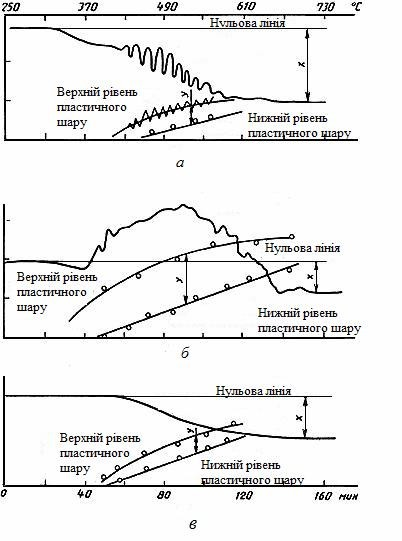 250 370 490 610 730 °C
Нульова лінія
x
Верхній рівень
пластичного
шару
y
Нижній рівень
пластичного шару
а
Нульова лінія
Верхній рівень
пластичного
шару
y
x
Нижній рівень
пластичного шару
б
Нульова лінія
x
Верхній рівень
пластичного
шару
y
Нижній рівень
пластичного шару
0 40 80 120 160 мин
в